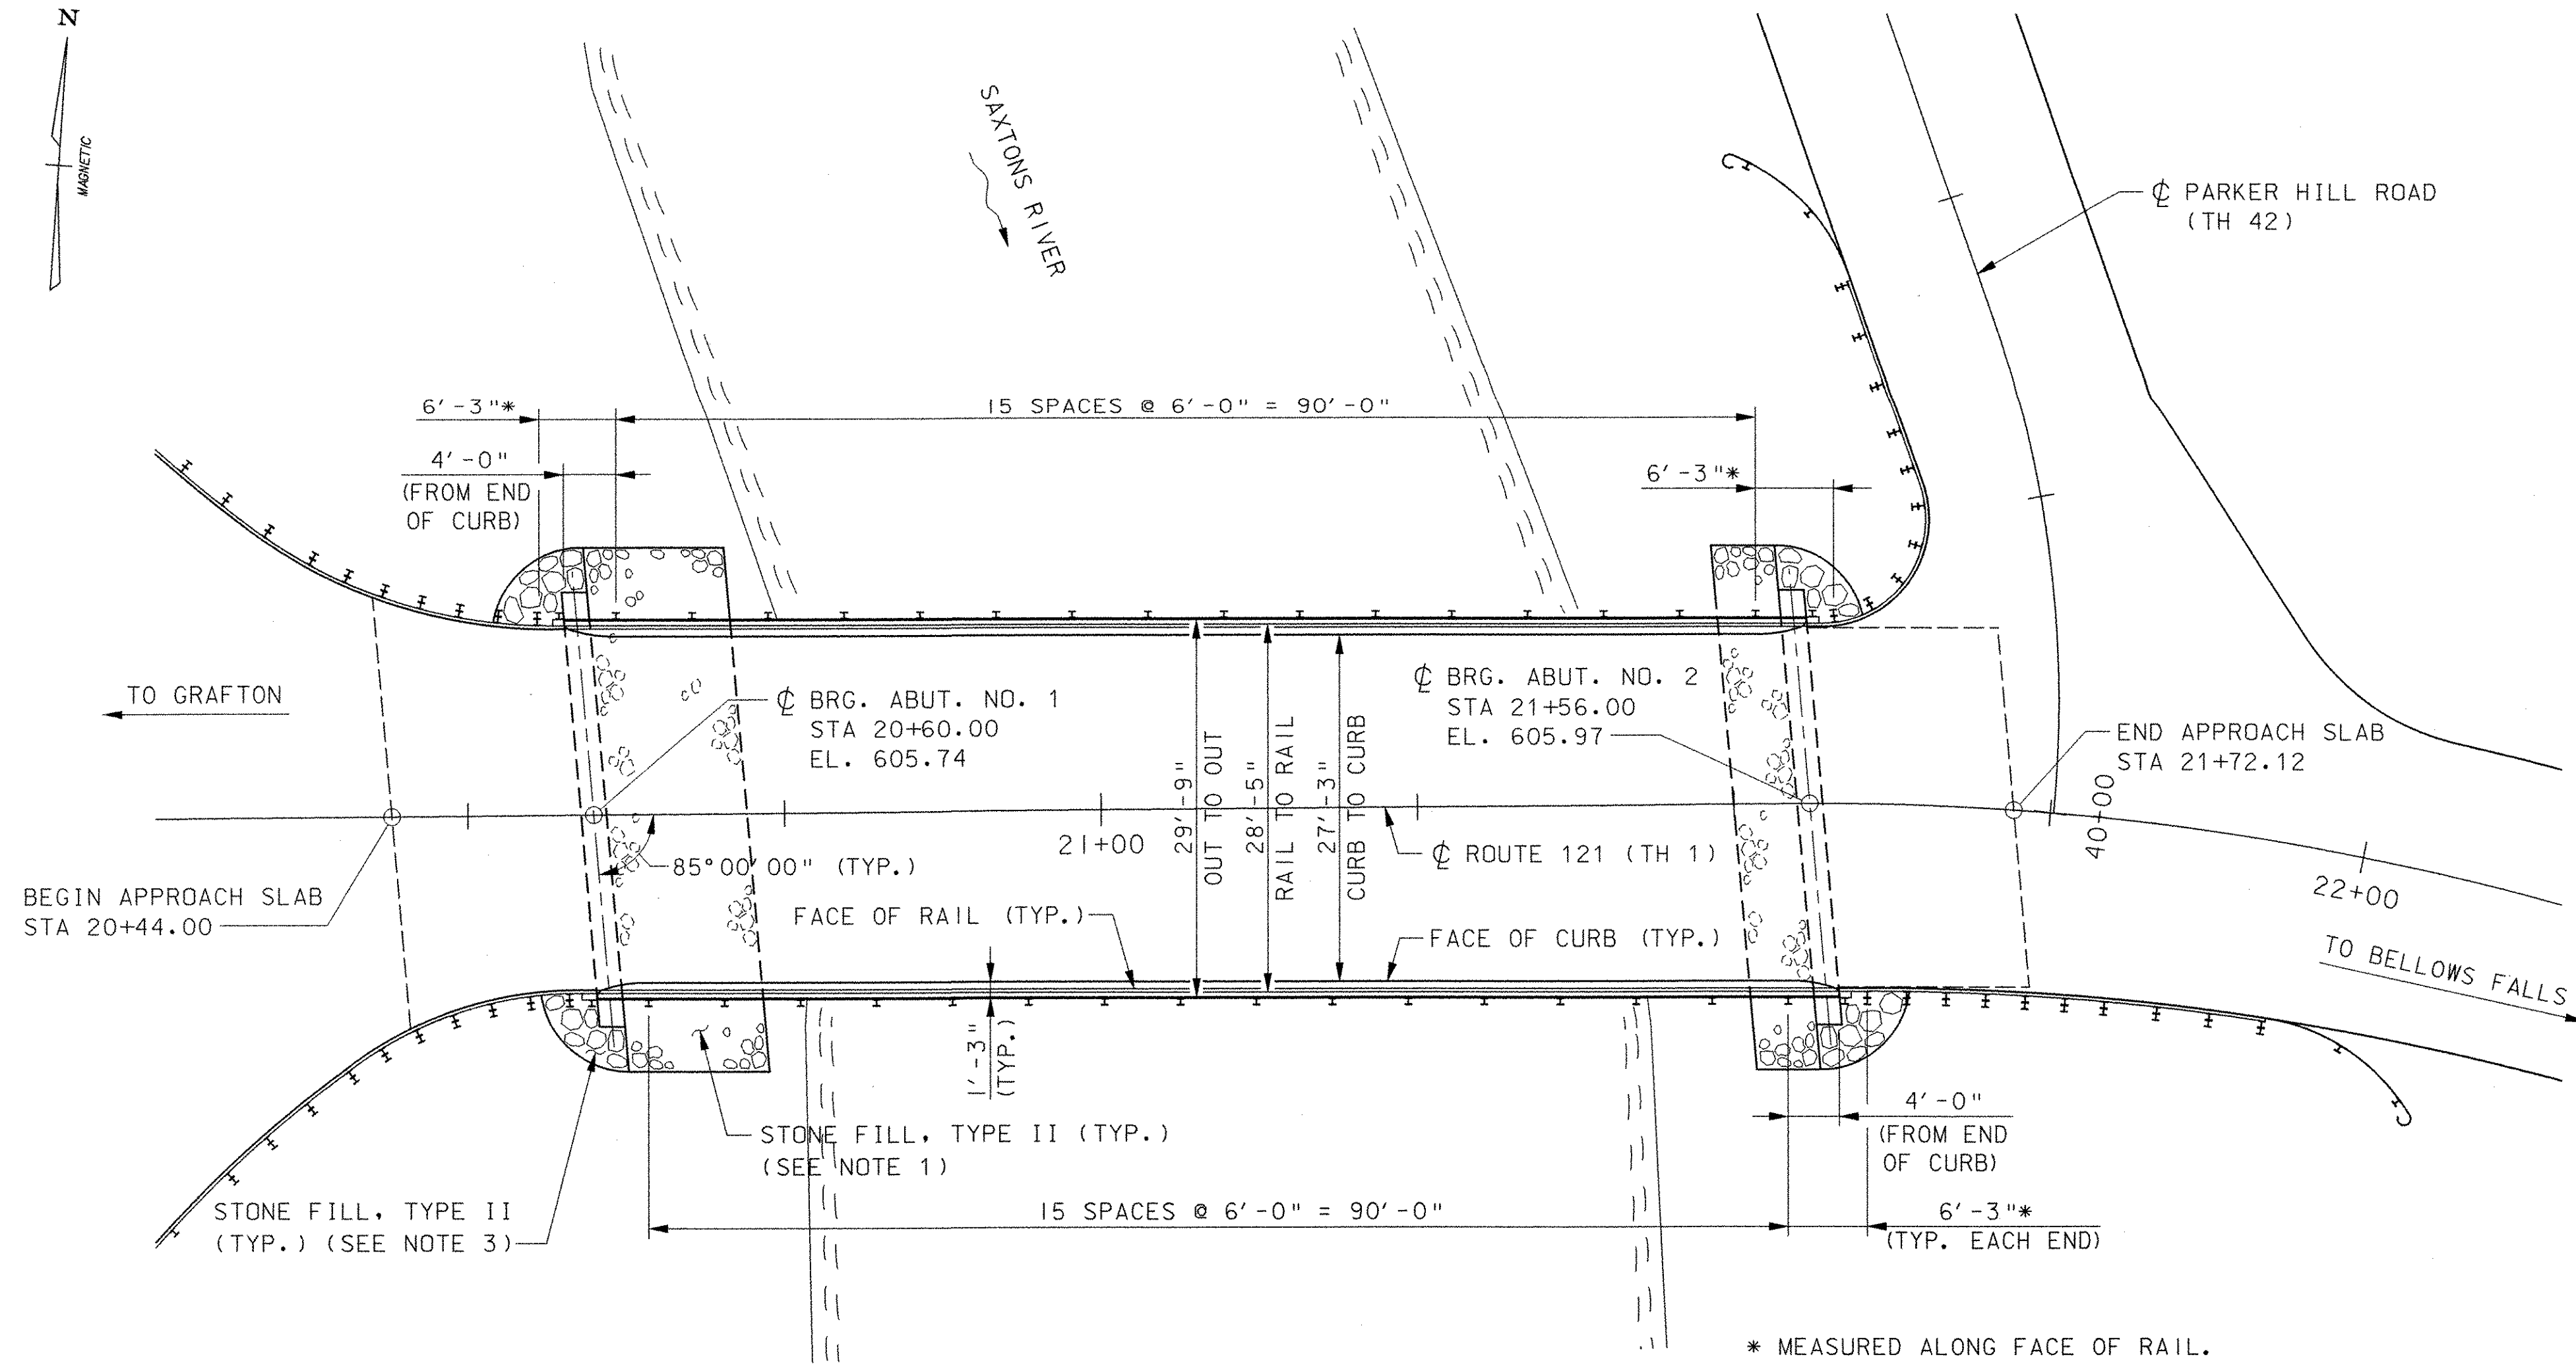 N
MAGNETIC
SAXTONS RIVER
℄ PARKER HILL ROAD
(TH 42)
6'-3"*
15 SPACES @ 6'-0" = 90'-0"
4'-0"
(FROM END
OF CURB)
6'-3"*
TO GRAFTON
℄ BRG. ABUT. NO. 1
STA 20+60.00
EL. 605.74
℄ BRG. ABUT. NO. 2
STA 21+56.00
EL. 605.97
29'-9"
OUT TO OUT
28'-5"
RAIL TO RAIL
27'-3"
CURB TO CURB
END APPROACH SLAB
STA 21+72.12
40+00
21+00
℄ ROUTE 121 (TH 1)
85°00'00" (TYP.)
22+00
BEGIN APPROACH SLAB
STA 20+44.00
FACE OF RAIL (TYP.)
FACE OF CURB (TYP.)
TO BELLOWS FALLS
1'-3"
(TYP.)
STONE FILL, TYPE II (TYP.)
(SEE NOTE 1)
4'-0"
(FROM END
OF CURB)
STONE FILL, TYPE II
(TYP.) (SEE NOTE 3)
15 SPACES @ 6'-0" = 90'-0"
6'-3"*
(TYP. EACH END)
* MEASURED ALONG FACE OF RAIL.